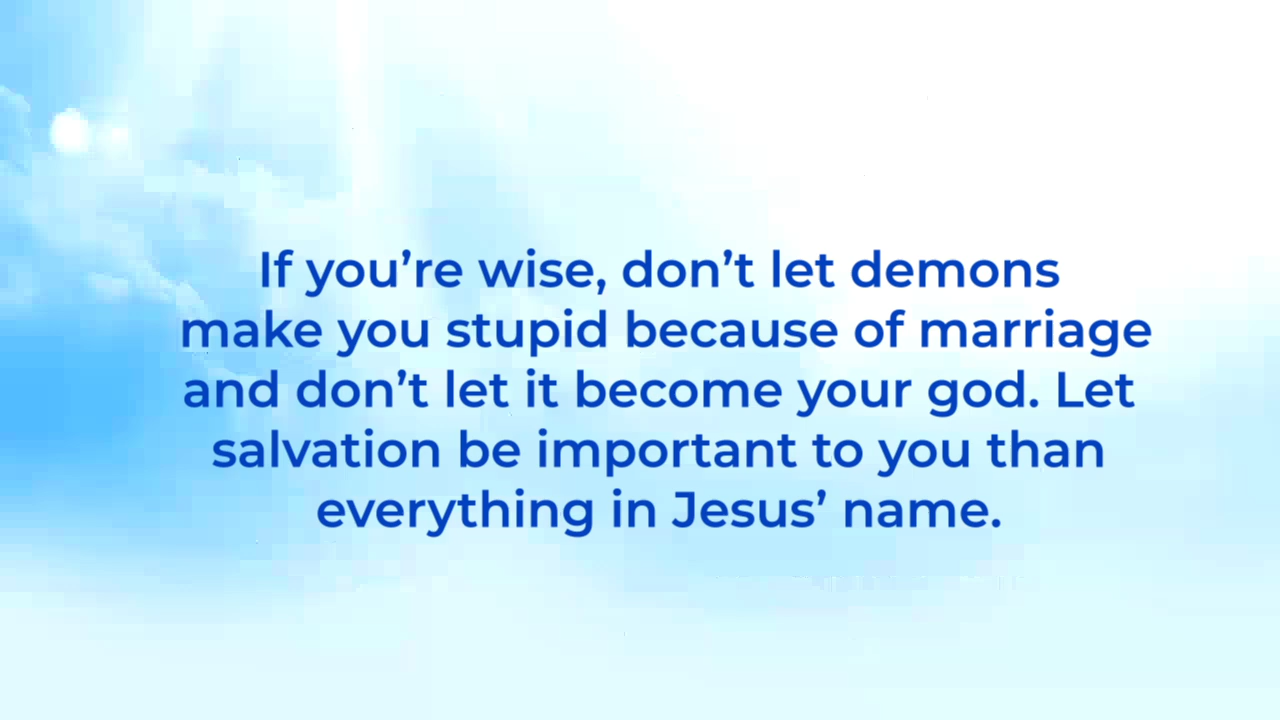 If you’re wise, don’t let demons
make you stupid because of marriage
and don’t let it become your god. Let
salvation be important to you than
everything in Jesus’ name.